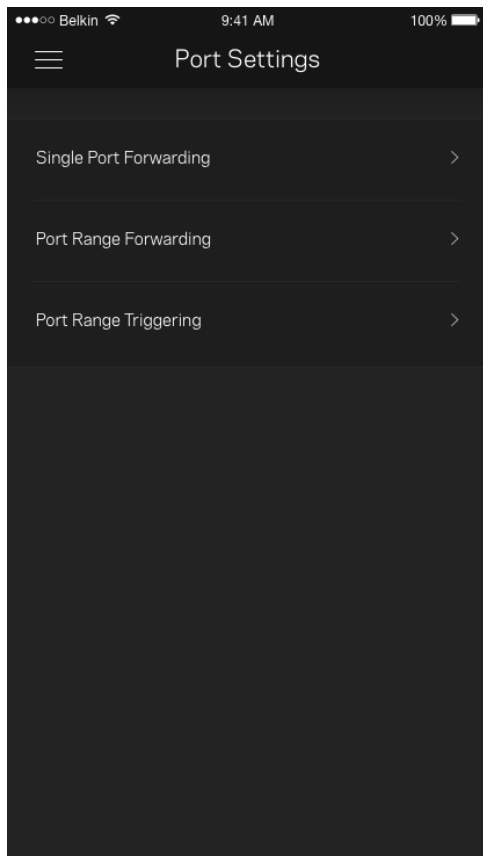 Belkin 9:41 AM 100%
Port Settings
Single Port Forwarding
Port Range Forwarding
Port Range Triggering